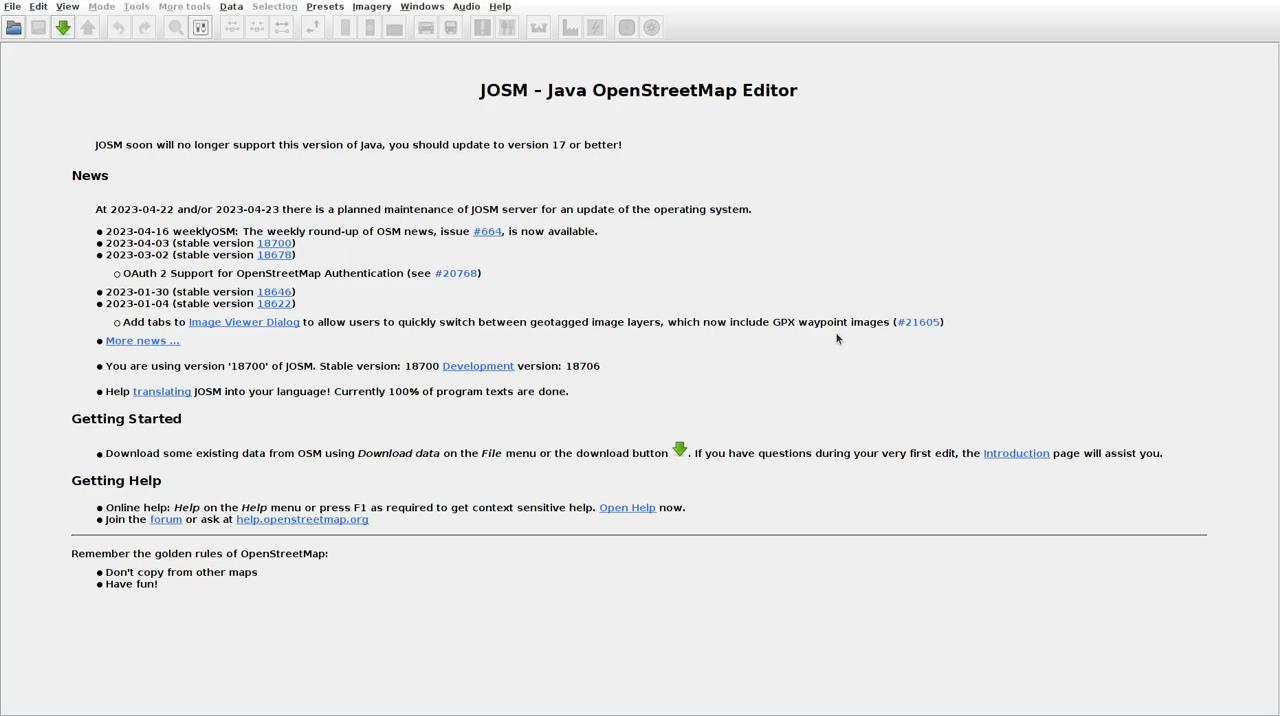 File Edit View Mode Tools More tools Data Selection Presets Imagery Windows Audio Help
JOSM – Java OpenStreetMap Editor
JOSM soon will no longer support this version of Java, you should update to version 17 or better!
News
At 2023-04-22 and/or 2023-04-23 there is a planned maintenance of JOSM server for an update of the operating system.
2023-04-16 weeklyOSM: The weekly round-up of OSM news, issue #664, is now available.
2023-04-03 (stable version 18700)
2023-03-02 (stable version 18678)
OAuth 2 Support for OpenStreetMap Authentication (see #20768)
2023-01-30 (stable version 18646)
2023-01-04 (stable version 18622)
Add tabs to Image Viewer Dialog to allow users to quickly switch between geotagged image layers, which now include GPX waypoint images (#21605)
More news ...
You are using version '18700' of JOSM. Stable version: 18700 Development version: 18706
Help translating JOSM into your language! Currently 100% of program texts are done.
Getting Started
Download some existing data from OSM using Download data on the File menu or the download button . If you have questions during your very first edit, the Introduction page will assist you.
Getting Help
Online help: Help on the Help menu or press F1 as required to get context sensitive help. Open Help now.
Join the forum or ask at help.openstreetmap.org
Remember the golden rules of OpenStreetMap:
Don't copy from other maps
Have fun!